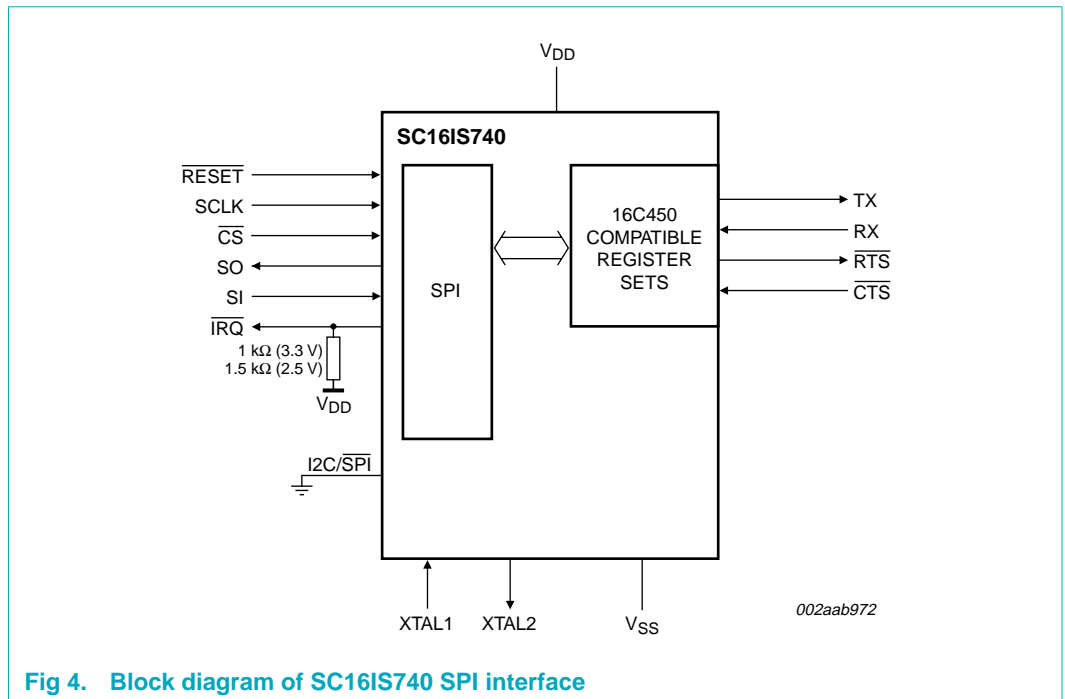 VDD
SC16IS740
RESET
SCLK
CS
SO
SI
IRQ
1 kΩ (3.3 V)
1.5 kΩ (2.5 V)
VDD
I2C/SPI
SPI
16C450
COMPATIBLE
REGISTER
SETS
TX
RX
RTS
CTS
XTAL1
XTAL2
VSS
002aab972
Fig 4. Block diagram of SC16IS740 SPI interface